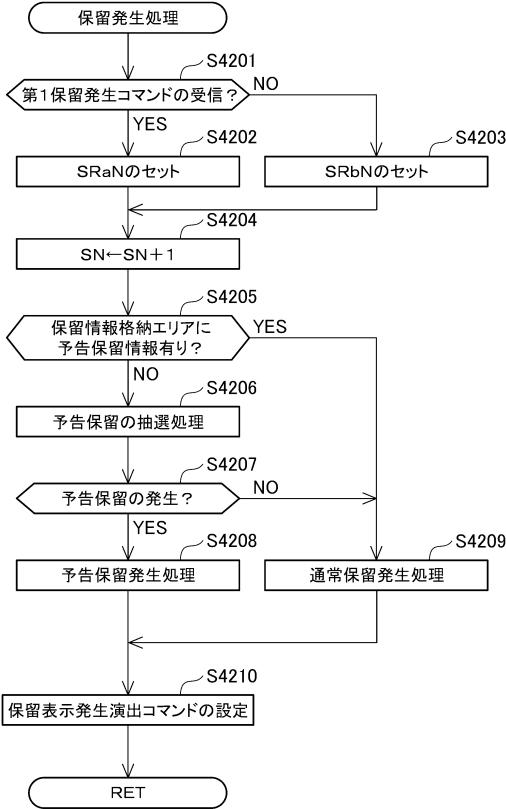 保留発生処理
S4201
第1保留発生コマンドの受信？
NO
YES
S4202
SRaNのセット
S4203
SRbNのセット
S4204
SN←SN＋1
S4205
保留情報格納エリアに
予告保留情報有り？
YES
NO
S4206
予告保留の抽選処理
S4207
予告保留の発生？
NO
YES
S4208
予告保留発生処理
S4209
通常保留発生処理
S4210
保留表示発生演出コマンドの設定
RET